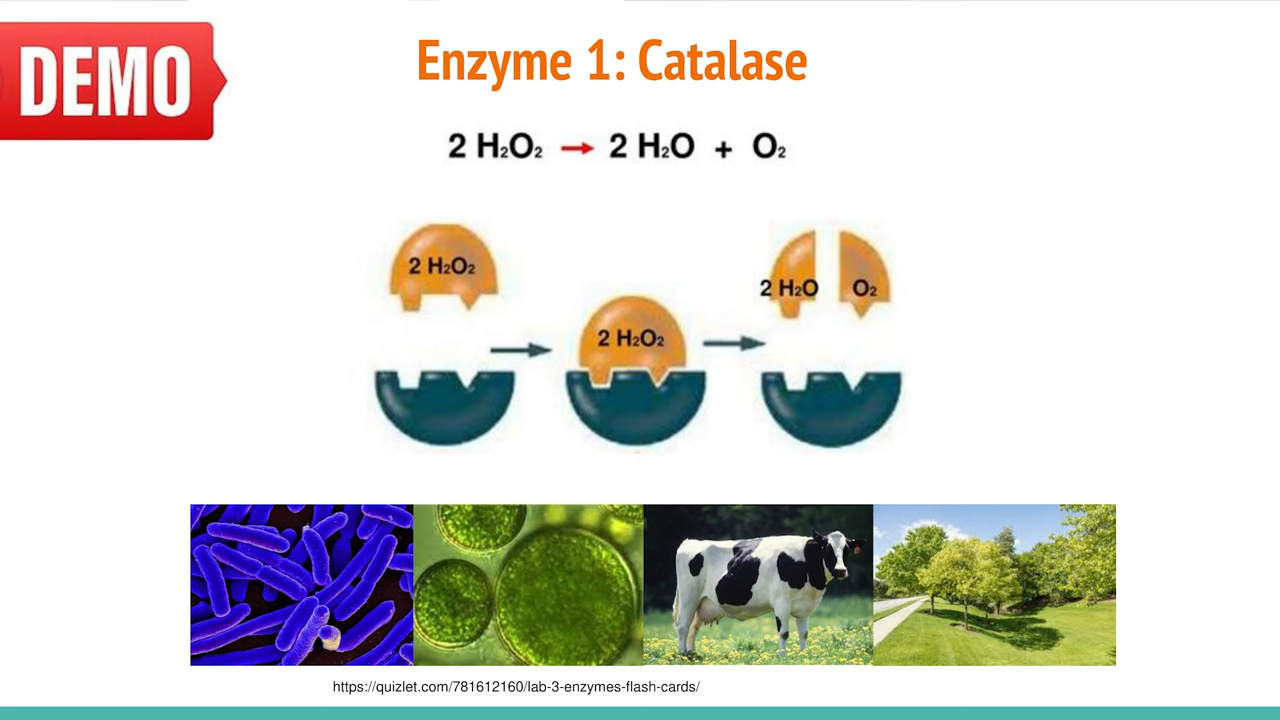 DEMO
Enzyme 1: Catalase
2 H₂O₂ → 2 H₂O + O₂
2 H₂O₂
2 H₂O₂
2 H₂O O₂
https://quizlet.com/781612160/lab-3-enzymes-flash-cards/